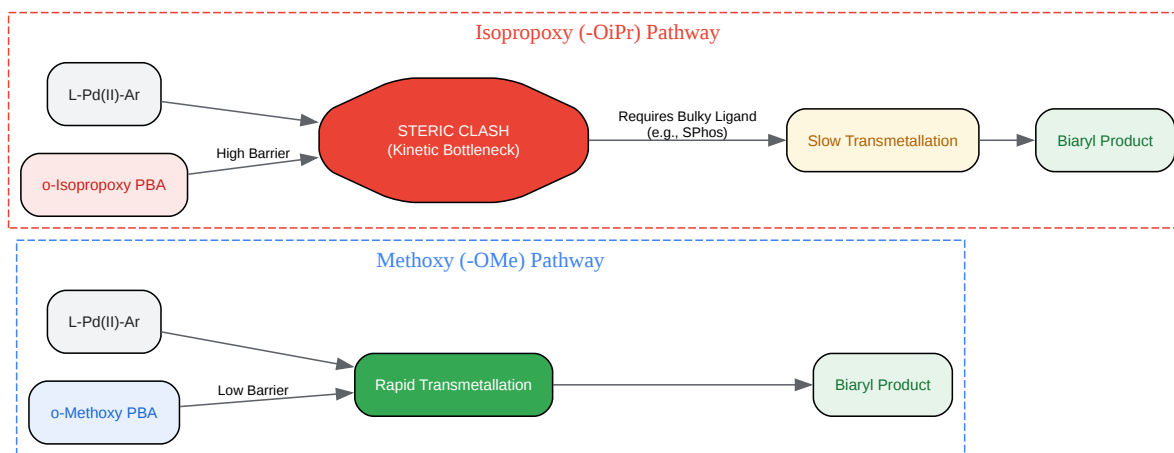 Isopropoxy (-OiPr) Pathway
L-Pd(II)-Ar
o-Isopropoxy PBA
High Barrier
STERIC CLASH
(Kinetic Bottleneck)
Requires Bulky Ligand
(e.g., SPhos)
Slow Transmetallation
Biaryl Product
Methoxy (-OMe) Pathway
L-Pd(II)-Ar
o-Methoxy PBA
Low Barrier
Rapid Transmetallation
Biaryl Product